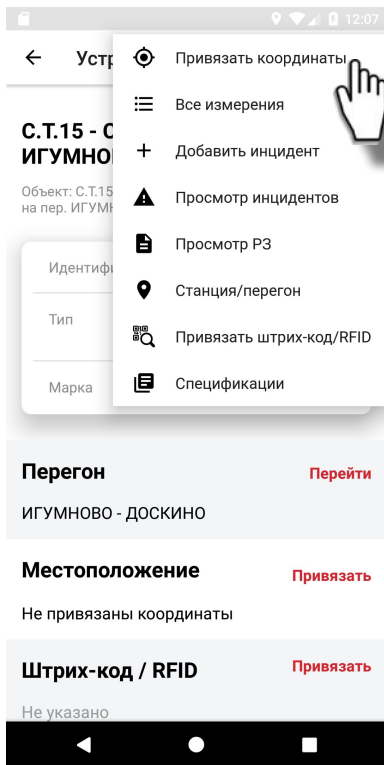 12:07
Устр
Привязать координаты
Все измерения
Добавить инцидент
Просмотр инцидентов
Просмотр РЗ
Станция/перегон
Привязать штрих-код/RFID
Спецификации
С.Т.15 - С
ИГУМНО
Объект: С.Т.15
на пер. ИГУМН
Идентифи
Тип
Марка
Перегон
Перейти
ИГУМНОВО - ДОСКИНО
Местоположение
Привязать
Не привязаны координаты
Штрих-код / RFID
Привязать
Не указано